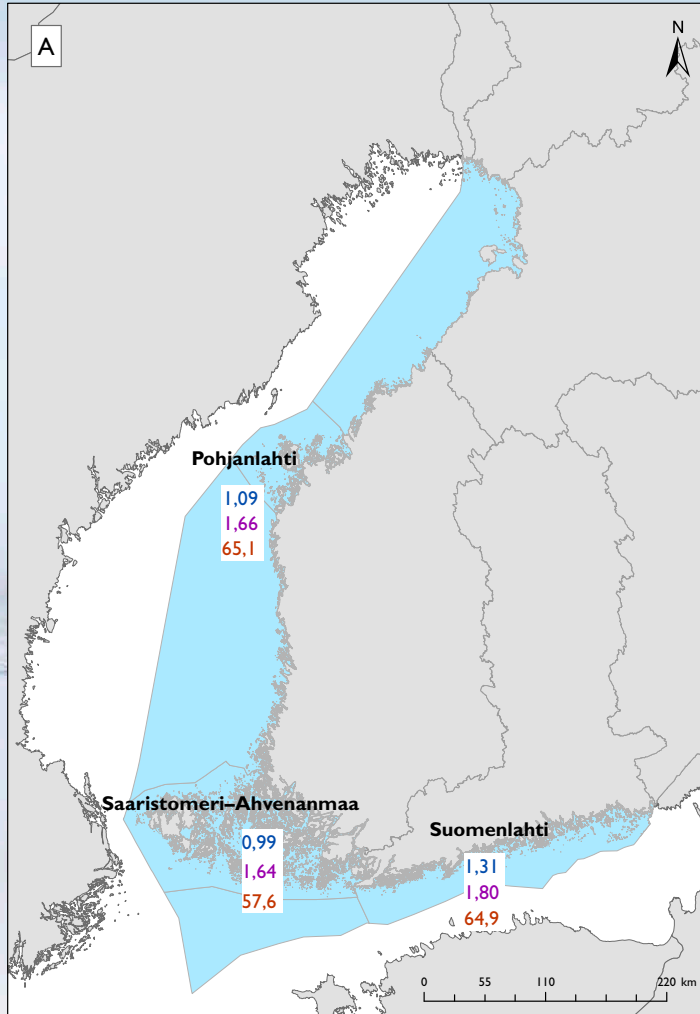 A
N
Pohjanlahti
1,09
1,66
65,1
Saaristomeri–Ahvenanmaa
0,99
1,64
57,6
Suomenlahti
1,31
1,80
64,9
0 55 110 220 km